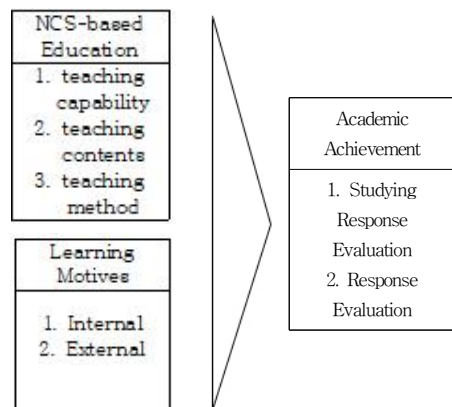 NCS-based
Education
1. teaching
capability
2. teaching
contents
3. teaching
method
Learning
Motives
1. Internal
2. External
Academic
Achievement
1. Studying
Response
Evaluation
2. Response
Evaluation